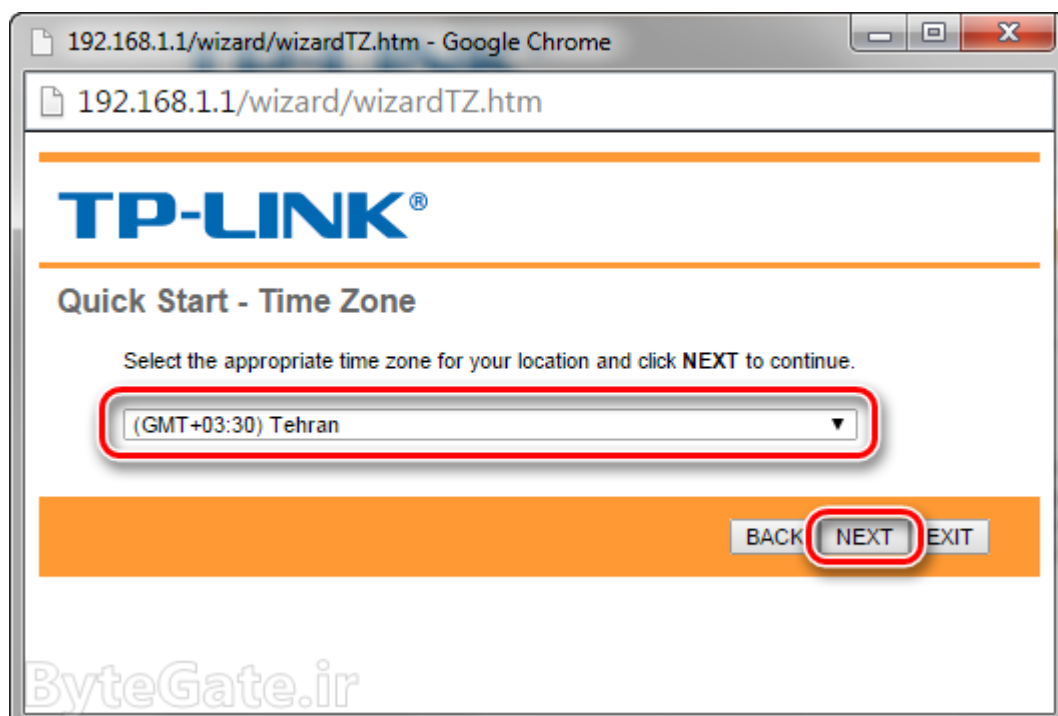 192.168.1.1/wizard/wizardTZ.htm - Google Chrome
192.168.1.1/wizard/wizardTZ.htm
TP-LINK®
Quick Start - Time Zone
Select the appropriate time zone for your location and click NEXT to continue.
(GMT+03:30) Tehran
BACK NEXT EXIT
ByteGate.ir